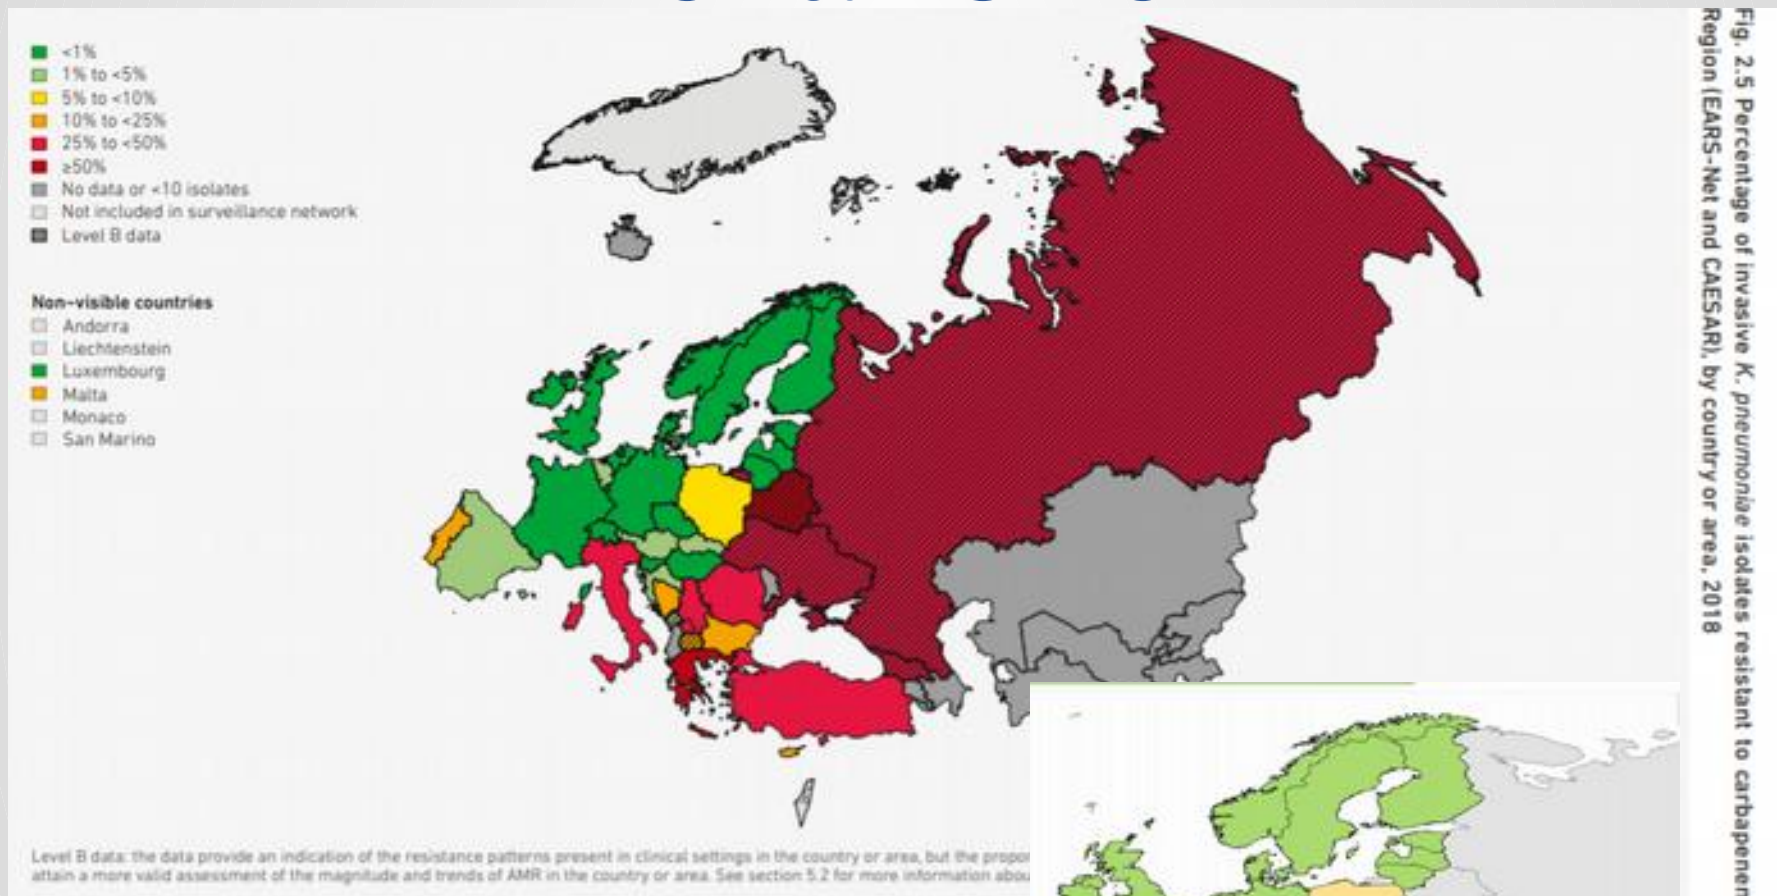 <1%
1% to <5%
5% to <10%
10% to <25%
25% to <50%
≥50%
No data or <10 isolates
Not included in surveillance network
Level B data
Non-visible countries
Andorra
Liechtenstein
Luxembourg
Malta
Monaco
San Marino
Level B data: the data provide an indication of the resistance patterns present in clinical settings in the country or area, but the propor
attain a more valid assessment of the magnitude and trends of AMR in the country or area. See section 5.2 for more information abou
Fig. 2.5 Percentage of invasive K. pneumoniae isolates resistant to carbapenem
Region (EARS-Net and CAESAR), by country or area, 2018